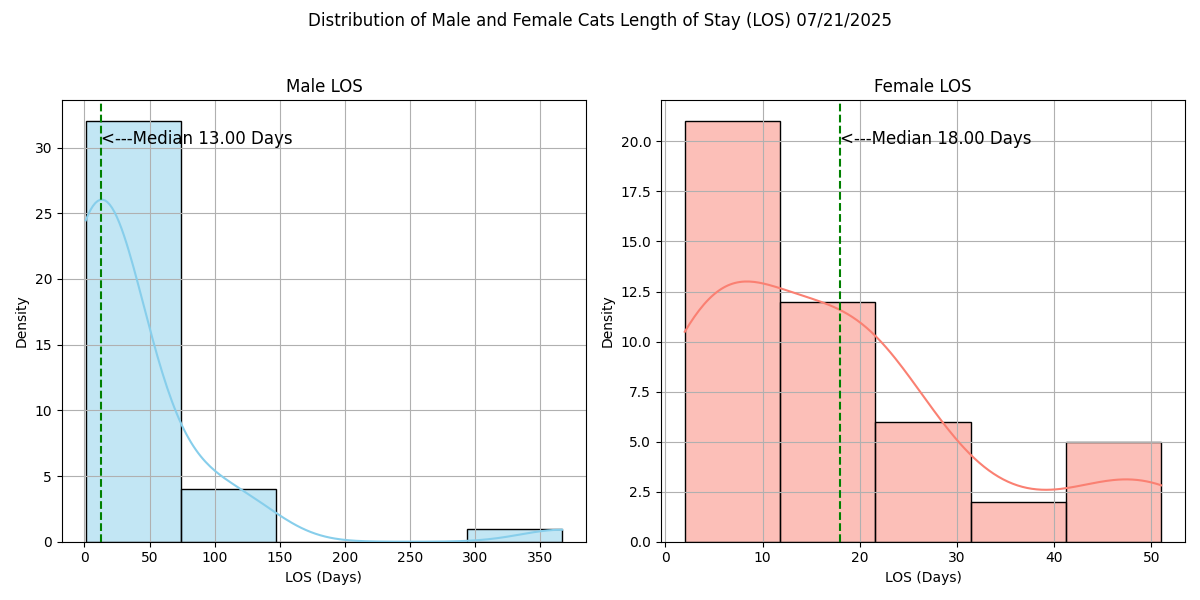 Distribution of Male and Female Cats Length of Stay (LOS) 07/21/2025
Male LOS
Density
30
25
20
15
10
5
0
<---Median 13.00 Days
0 50 100 150 200 250 300 350
LOS (Days)
Female LOS
Density
20.0
17.5
15.0
12.5
10.0
7.5
5.0
2.5
0.0
<---Median 18.00 Days
0 10 20 30 40 50
LOS (Days)